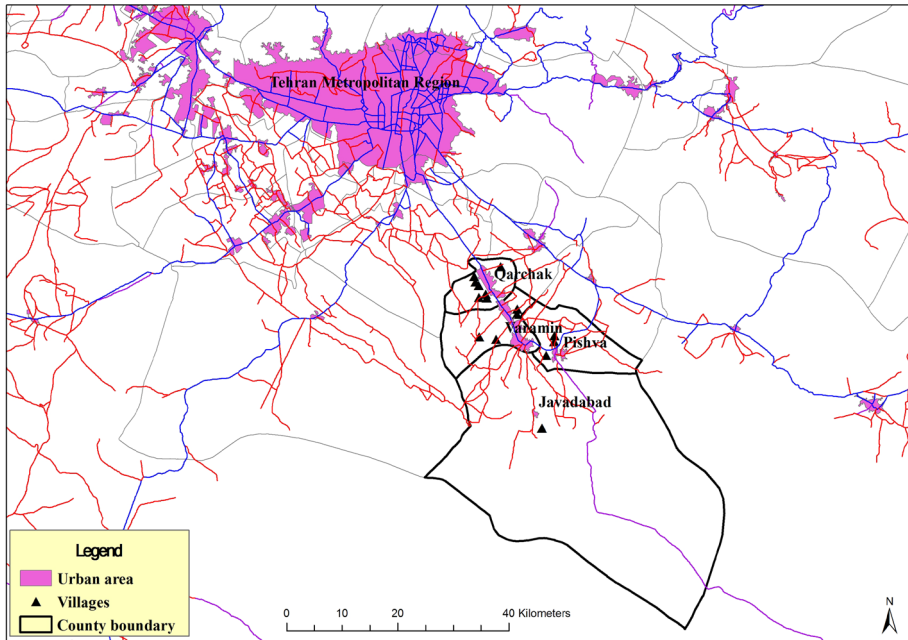 Tehran Metropolitan Region
Qarchak
Varamin
Pishva
Javadabad
Legend
Urban area
Villages
County boundary
0 10 20 40 Kilometers
N